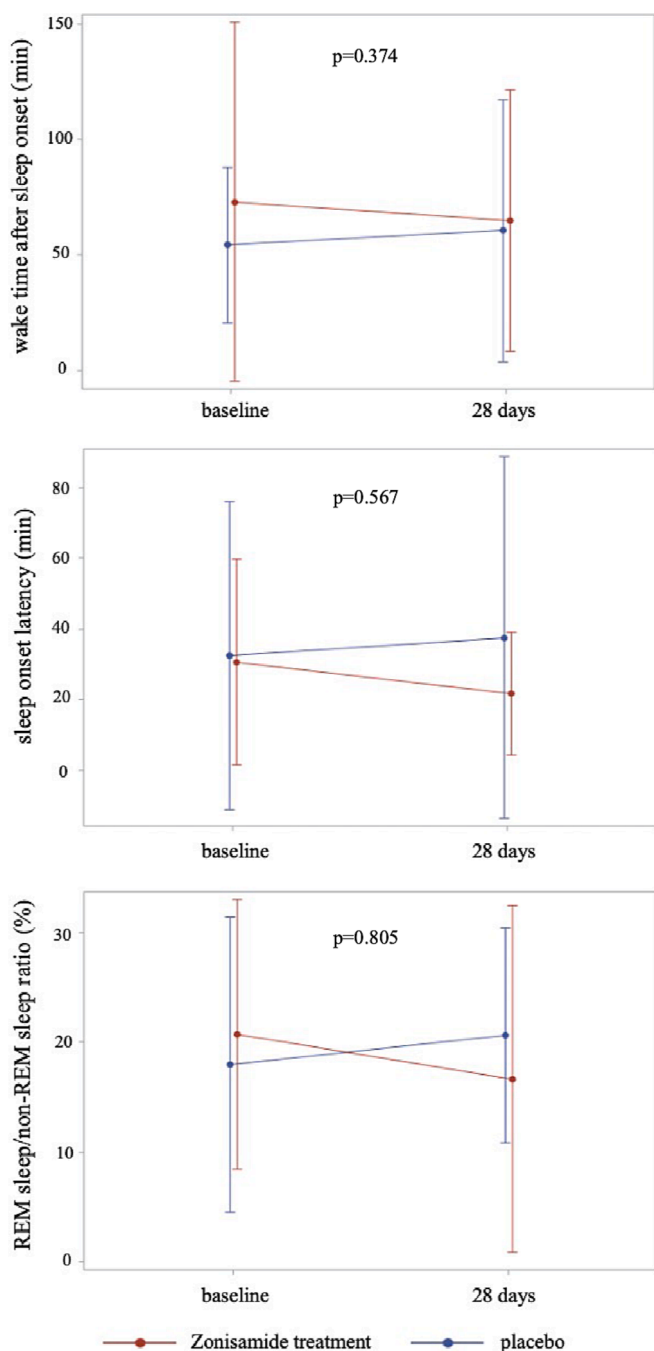 wake time after sleep onset (min)
150
100
50
0
p=0.374
baseline
28 days
sleep onset latency (min)
80
60
40
20
0
p=0.567
baseline
28 days
REM sleep/non-REM sleep ratio (%)
30
20
10
0
p=0.805
baseline
28 days
Zonisamide treatment
placebo